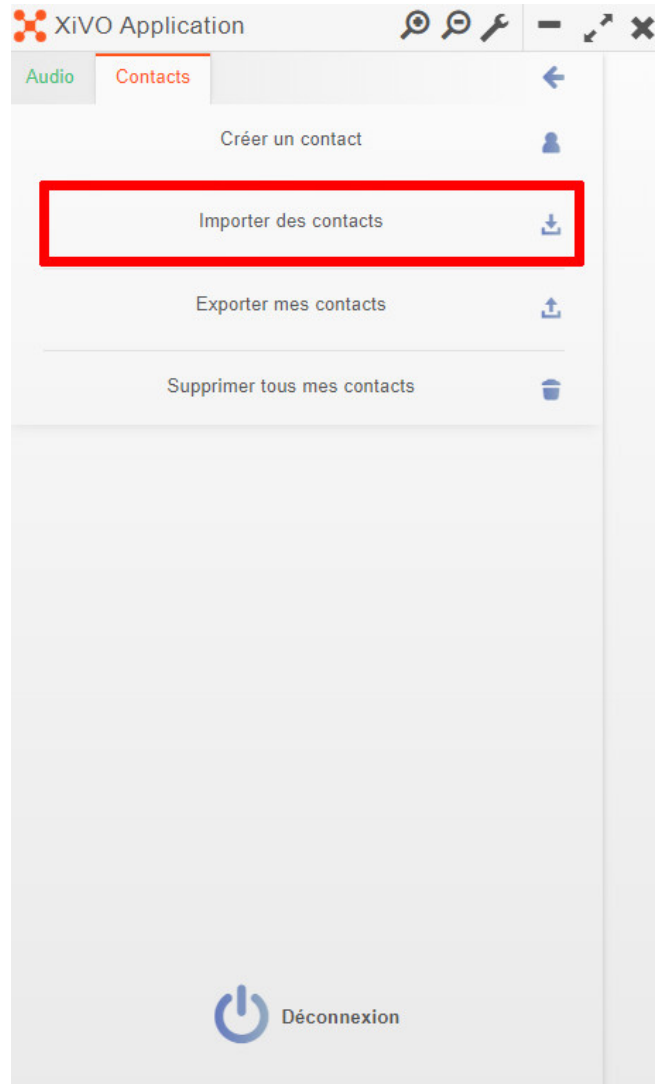 XiVO Application
Audio Contacts
Créer un contact
Importer des contacts
Exporter mes contacts
Supprimer tous mes contacts
Déconnexion